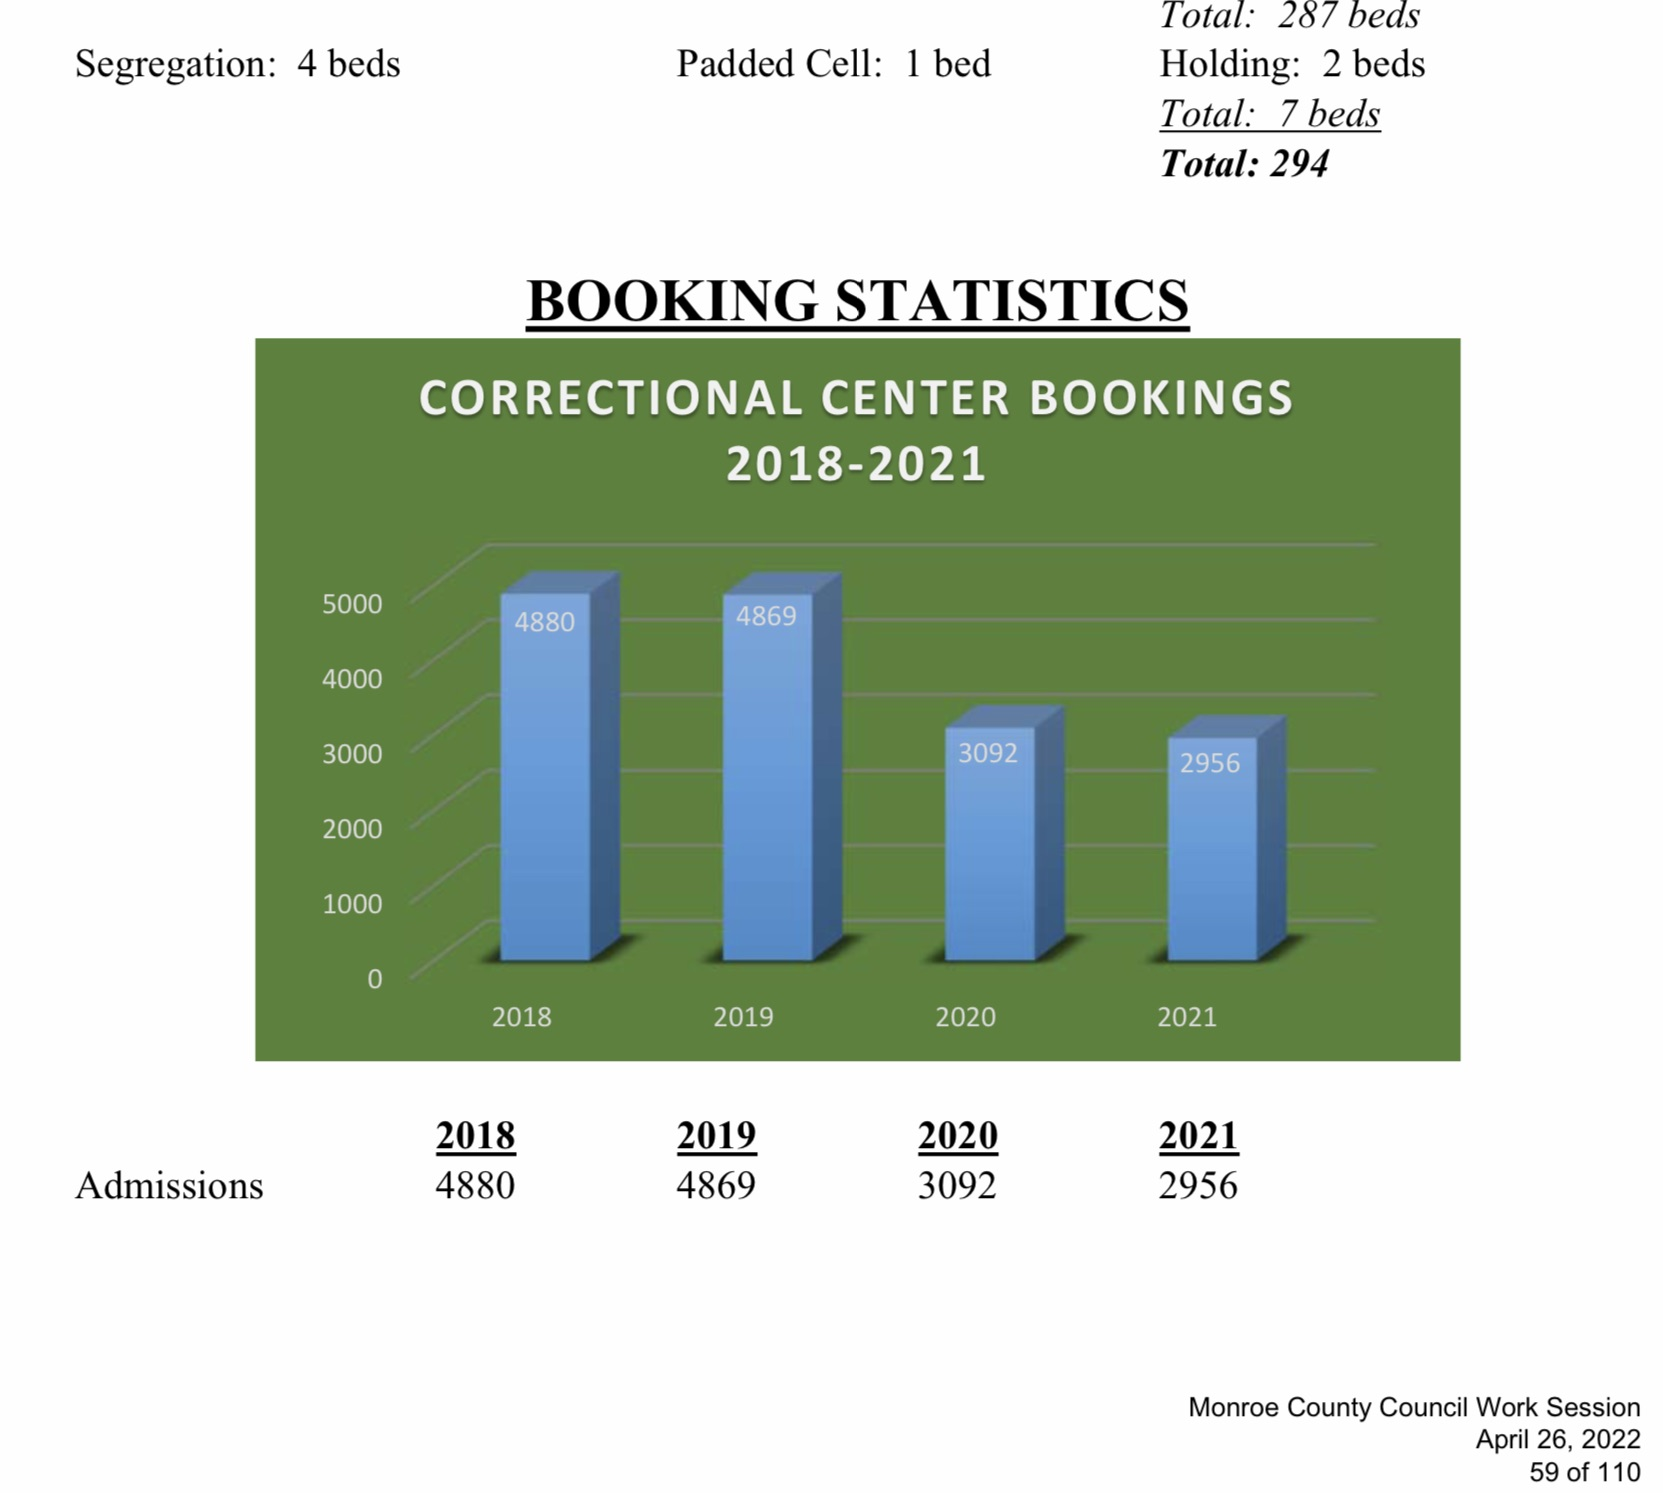 Total: 287 beds
Segregation: 4 beds Padded Cell: 1 bed Holding: 2 beds
Total: 7 beds
Total: 294
BOOKING STATISTICS
CORRECTIONAL CENTER BOOKINGS
2018-2021
5000
4000
3000
2000
1000
0
4880 4869 3092 2956
2018 2019 2020 2021
2018 2019 2020 2021
Admissions 4880 4869 3092 2956
Monroe County Council Work Session
April 26, 2022
59 of 110